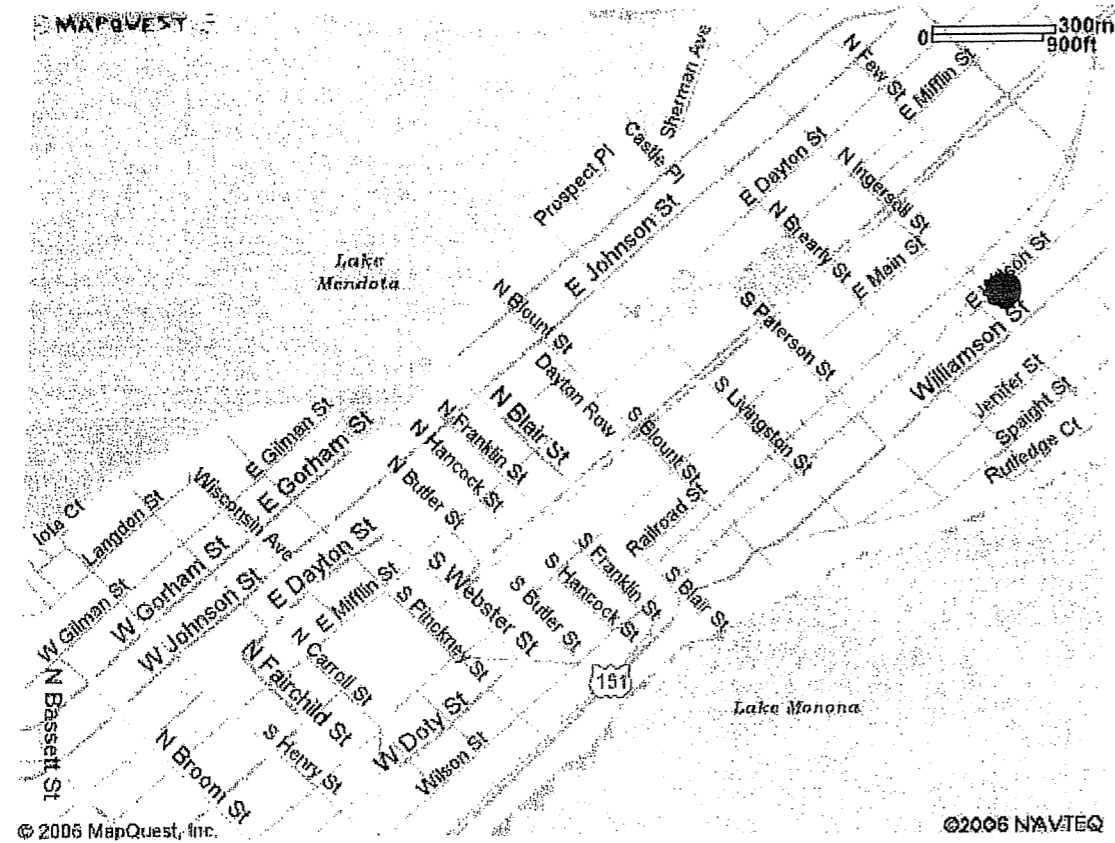 MAPQUEST
0 300m
900ft
Sherman Ave
N Few St
E Mifflin St
Castle Pl
Prospect Pl
E Dayton St
N Ingersoll St
E Johnson St
N Brearly St
E Main St
Lake
Mendota
E Wilson St
N Blount St
S Paterson St
Williamson St
Dayton Row
Jenifer St
Spaight St
Rutledge Ct
S Livingston St
N Blair St
N Franklin St
N Hancock St
N Butler St
S Blount St
Railroad St
E Gilman St
E Gorham St
Wisconsin Ave
Iota Ct
Langdon St
W Gilman St
W Gorham St
W Johnson St
E Dayton St
E Mifflin St
S Webster St
S Pinckney St
S Butler St
S Hancock St
S Franklin St
S Blair St
N Carroll St
N Fairchild St
151
Lake Monona
N Bassett St
W Doty St
Wilson St
S Henry St
N Broom St
© 2006 MapQuest, Inc.
©2006 NAVTEQ